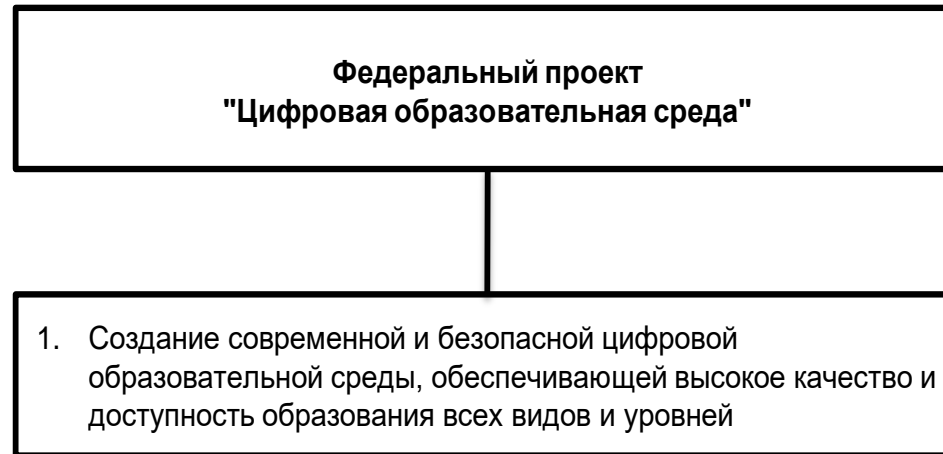 Федеральный проект
"Цифровая образовательная среда"
1. Создание современной и безопасной цифровой
образовательной среды, обеспечивающей высокое качество и
доступность образования всех видов и уровней